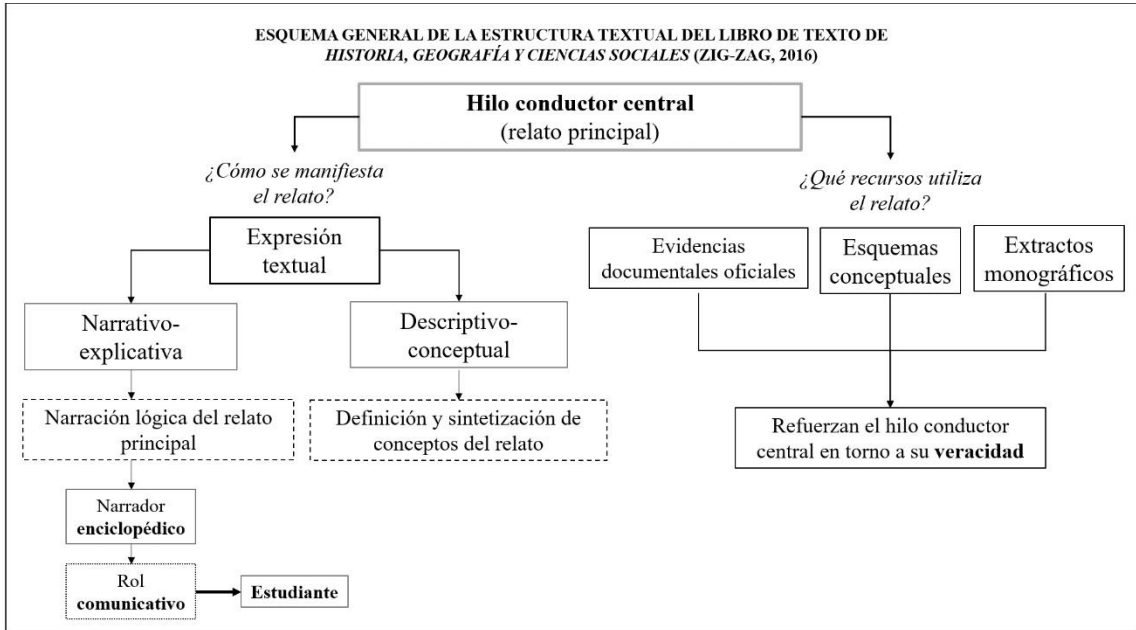 ESQUEMA GENERAL DE LA ESTRUCTURA TEXTUAL DEL LIBRO DE TEXTO DE
HISTORIA, GEOGRAFÍA Y CIENCIAS SOCIALES (ZIG-ZAG, 2016)
Hilo conductor central
(relato principal)
¿Cómo se manifiesta
el relato?
Expresión
textual
Narrativo-
explicativa
Narración lógica del relato
principal
Narrador
enciclopédico
Rol
comunicativo
Estudiante
Descriptivo-
conceptual
Definición y sintetización de
conceptos del relato
¿Qué recursos utiliza
el relato?
Evidencias
documentales oficiales
Esquemas
conceptuales
Extractos
monográficos
Refuerzan el hilo conductor
central en torno a su veracidad